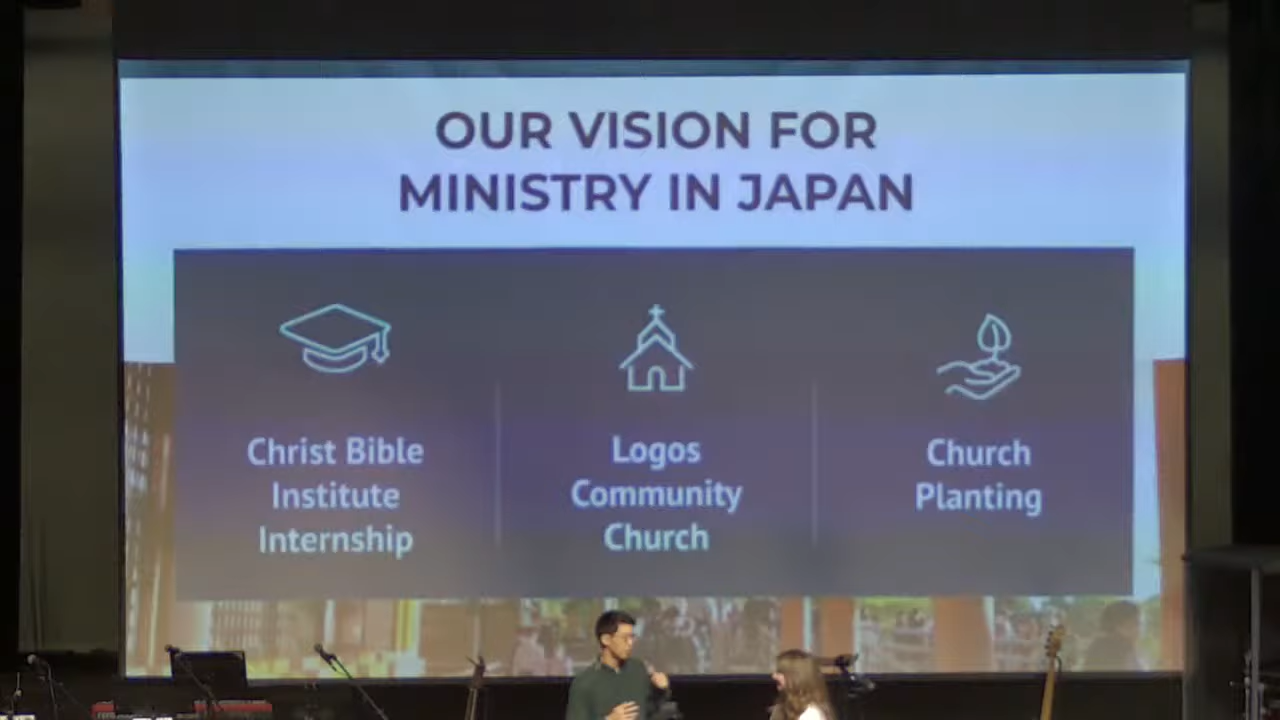 OUR VISION FOR
MINISTRY IN JAPAN
Christ Bible
Institute
Internship
Logos
Community
Church
Church
Planting